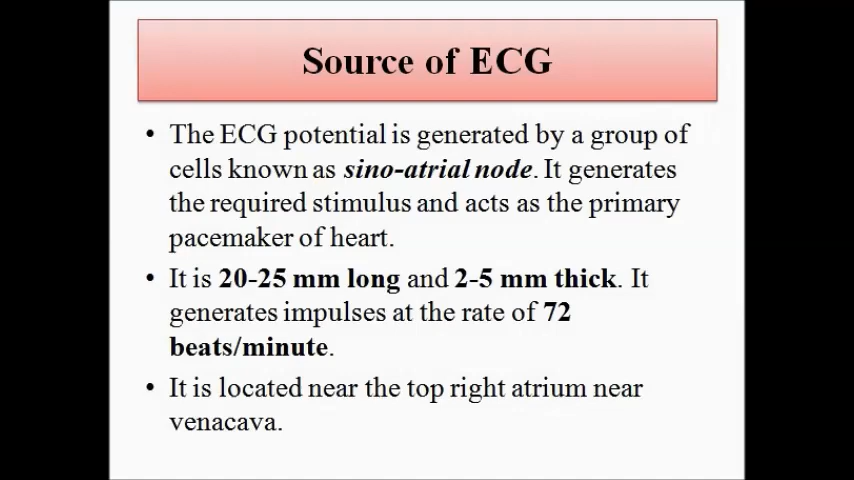 Source of ECG
• The ECG potential is generated by a group of
cells known as sino-atrial node. It generates
the required stimulus and acts as the primary
pacemaker of heart.
• It is 20-25 mm long and 2-5 mm thick. It
generates impulses at the rate of 72
beats/minute.
• It is located near the top right atrium near
venacava.